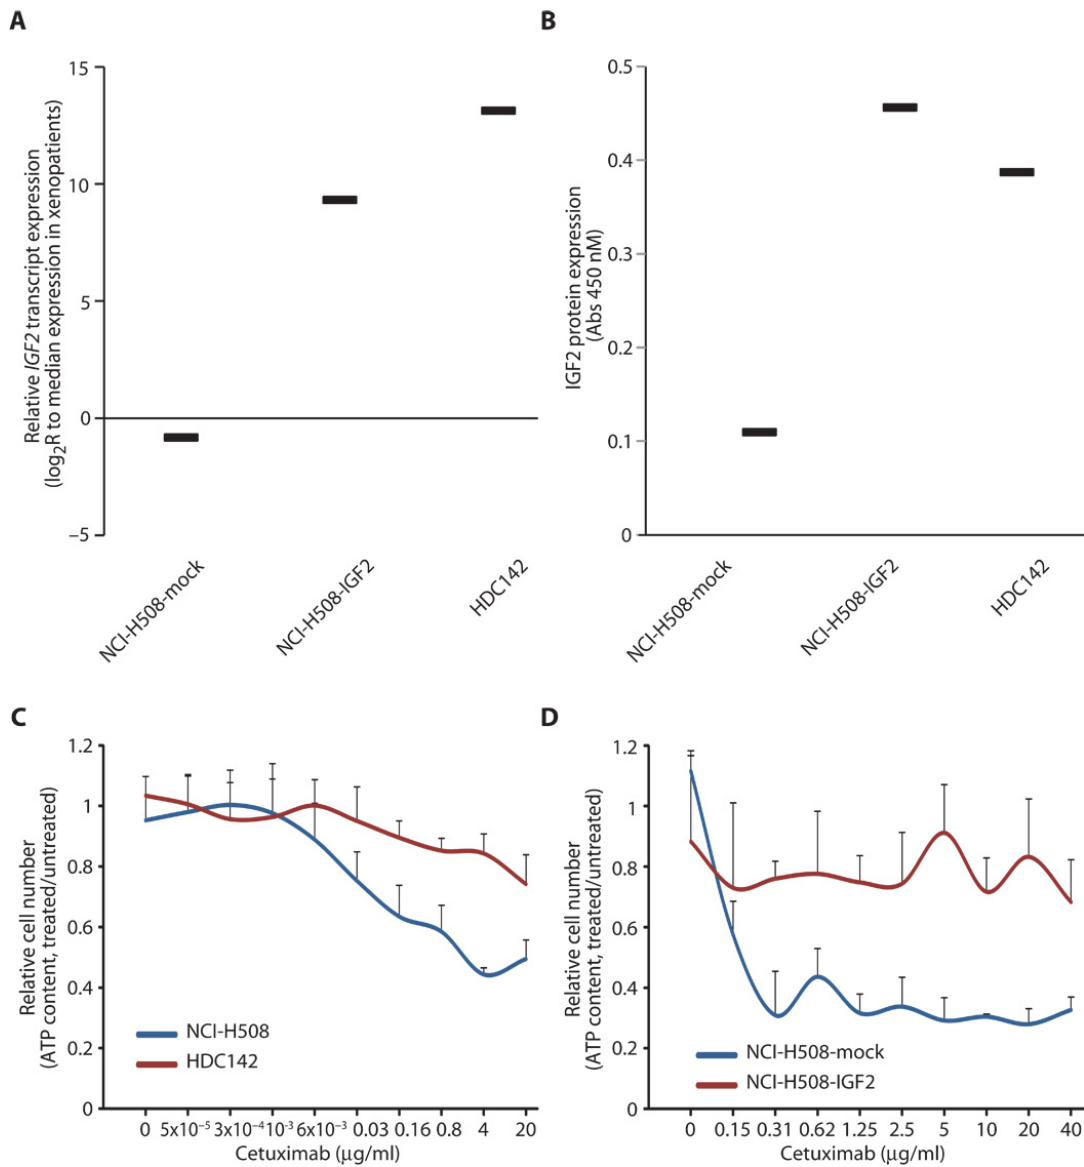 A
Relative IGF2 transcript expression
(log2R to median expression in xenopatients)
15
10
5
0
−5
NCI-H508-mock
NCI-H508-IGF2
HDC142
B
IGF2 protein expression
(Abs 450 nM)
0.5
0.4
0.3
0.2
0.1
0
NCI-H508-mock
NCI-H508-IGF2
HDC142
C
Relative cell number
(ATP content, treated/untreated)
1.2
1
0.8
0.6
0.4
0.2
0
NCI-H508
HDC142
0 5x10⁻⁵ 3x10⁻⁴ 10⁻³ 6x10⁻³ 0.03 0.16 0.8 4 20
Cetuximab (μg/ml)
D
Relative cell number
(ATP content, treated/untreated)
1.2
1
0.8
0.6
0.4
0.2
0
NCI-H508-mock
NCI-H508-IGF2
0 0.15 0.31 0.62 1.25 2.5 5 10 20 40
Cetuximab (μg/ml)